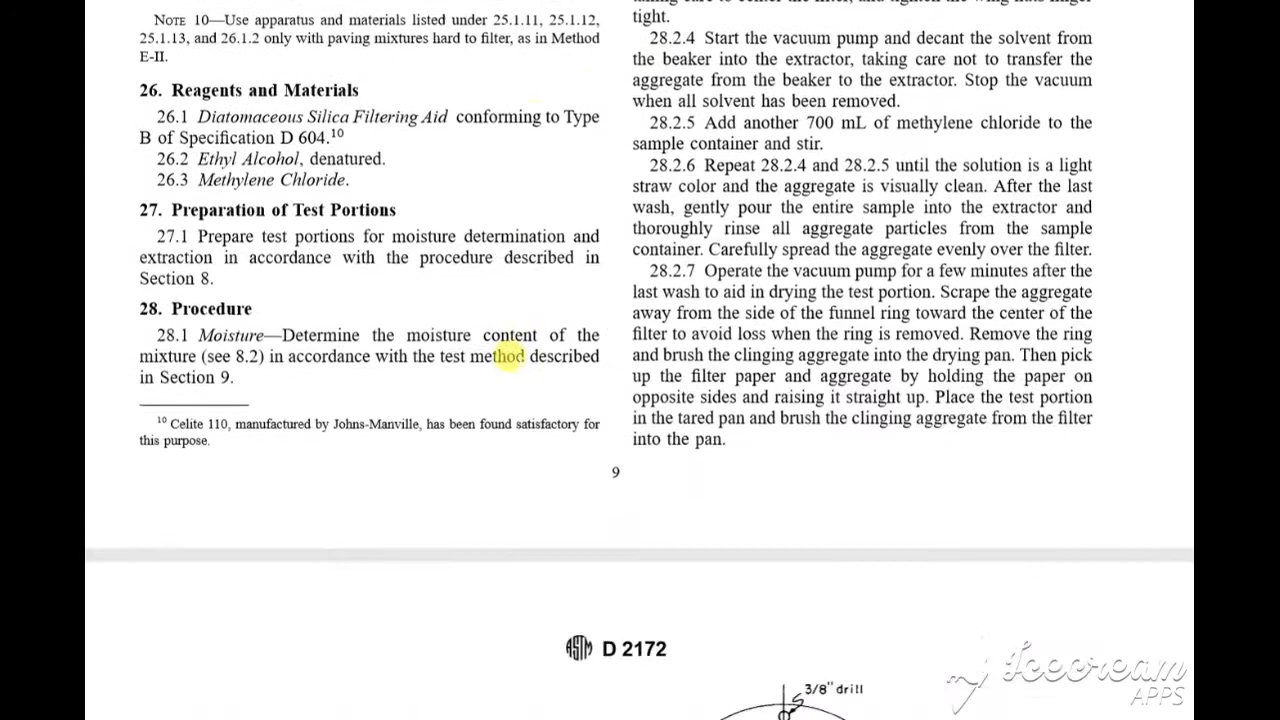 NOTE 10—Use apparatus and materials listed under 25.1.11, 25.1.12,
25.1.13, and 26.1.2 only with paving mixtures hard to filter, as in Method
E-II.
26. Reagents and Materials
26.1 Diatomaceous Silica Filtering Aid conforming to Type
B of Specification D 604.10
26.2 Ethyl Alcohol, denatured.
26.3 Methylene Chloride.
27. Preparation of Test Portions
27.1 Prepare test portions for moisture determination and
extraction in accordance with the procedure described in
Section 8.
28. Procedure
28.1 Moisture—Determine the moisture content of the
mixture (see 8.2) in accordance with the test method described
in Section 9.
10 Celite 110, manufactured by Johns-Manville, has been found satisfactory for
this purpose.
tight.
28.2.4 Start the vacuum pump and decant the solvent from
the beaker into the extractor, taking care not to transfer the
aggregate from the beaker to the extractor. Stop the vacuum
when all solvent has been removed.
28.2.5 Add another 700 mL of methylene chloride to the
sample container and stir.
28.2.6 Repeat 28.2.4 and 28.2.5 until the solution is a light
straw color and the aggregate is visually clean. After the last
wash, gently pour the entire sample into the extractor and
thoroughly rinse all aggregate particles from the sample
container. Carefully spread the aggregate evenly over the filter.
28.2.7 Operate the vacuum pump for a few minutes after the
last wash to aid in drying the test portion. Scrape the aggregate
away from the side of the funnel ring toward the center of the
filter to avoid loss when the ring is removed. Remove the ring
and brush the clinging aggregate into the drying pan. Then pick
up the filter paper and aggregate by holding the paper on
opposite sides and raising it straight up. Place the test portion
in the tared pan and brush the clinging aggregate from the filter
into the pan.
9
ASTM D 2172
3/8" drill
Icecream
APPS